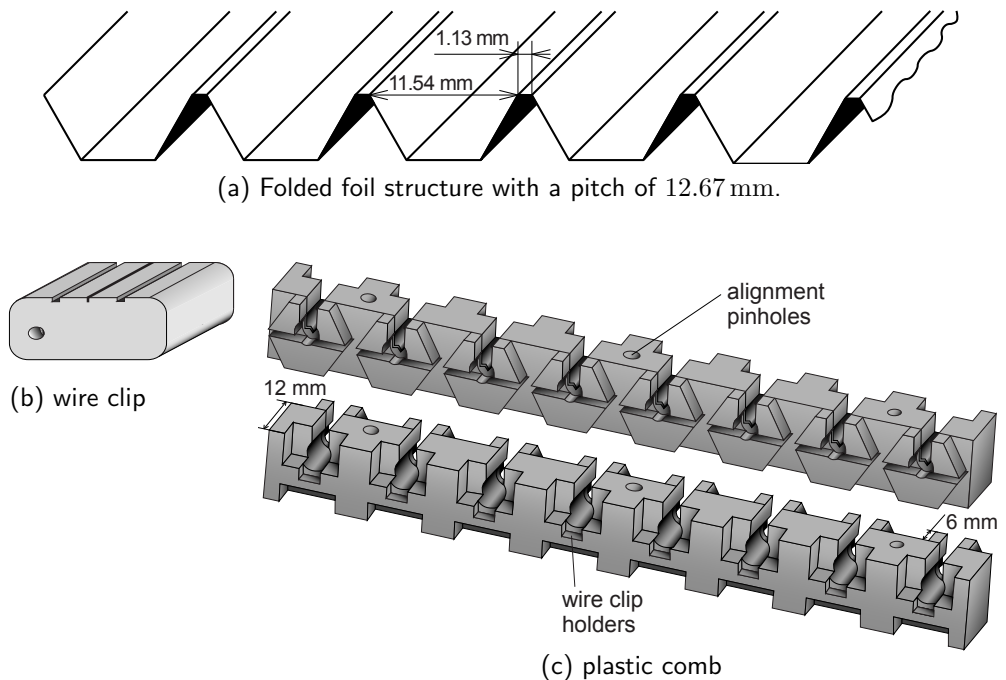 1.13 mm
11.54 mm
(a) Folded foil structure with a pitch of 12.67 mm.
alignment
pinholes
(b) wire clip
12 mm
6 mm
wire clip
holders
(c) plastic comb